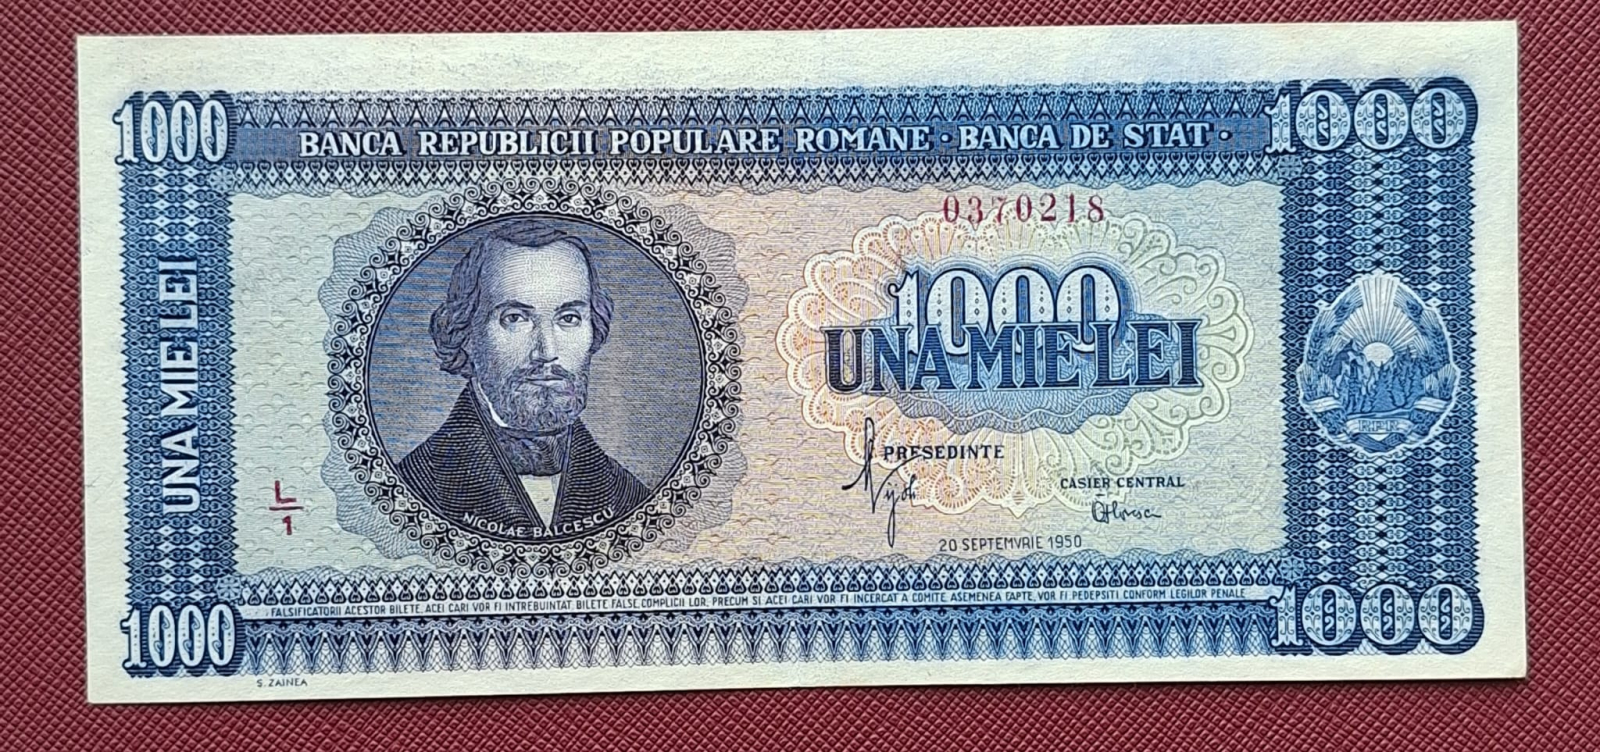 1000
1000
BANCA REPUBLICII POPULARE ROMANE · BANCA DE STAT ·
0370218
UNA MIE LEI
1000
UNA MIE LEI
PRESEDINTE
CASIER CENTRAL
L
1
NICOLAE BALCESCU
RPR
20 SEPTEMVRIE 1950
FALSIFICATORII ACESTOR BILETE, ACEI CARI VOR FI INTREBUINTAT BILETE FALSE, COMPLICII LOR, PRECUM SI ACEI CARI VOR FI INCERCAT A COMITE ASEMENEA FAPTE, VOR FI PEDEPSITI CONFORM LEGILOR PENALE
1000
1000
S. ZAINEA